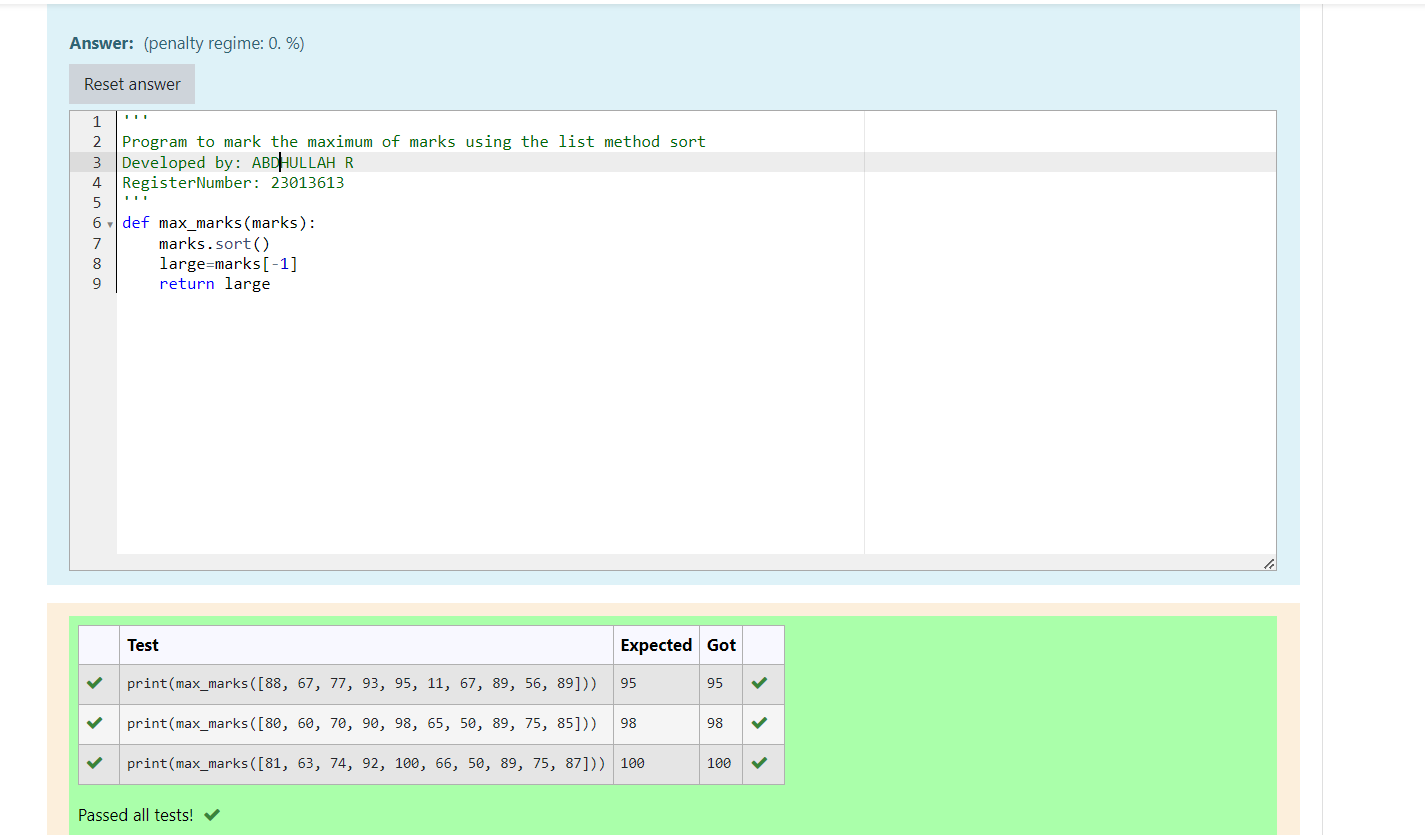 Answer: (penalty regime: 0. %)
Reset answer
1 '''
2 Program to mark the maximum of marks using the list method sort
3 Developed by: ABDHULLAH R
4 RegisterNumber: 23013613
5 '''
6 def max_marks(marks):
7     marks.sort()
8     large=marks[-1]
9     return large
Test Expected Got
print(max_marks([88, 67, 77, 93, 95, 11, 67, 89, 56, 89])) 95 95
print(max_marks([80, 60, 70, 90, 98, 65, 50, 89, 75, 85])) 98 98
print(max_marks([81, 63, 74, 92, 100, 66, 50, 89, 75, 87])) 100 100
Passed all tests!